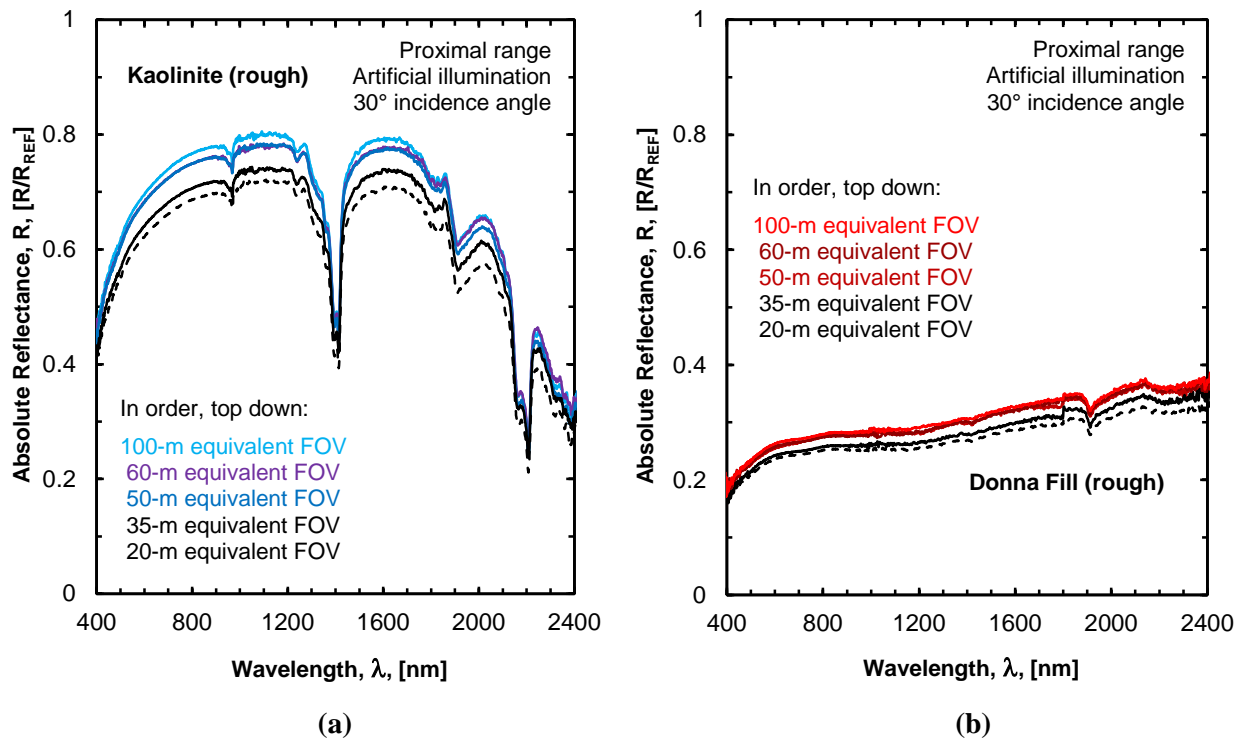 1
0.8
0.6
0.4
0.2
0
Absolute Reflectance, R, [R/R_REF]
Kaolinite (rough)
Proximal range
Artificial illumination
30° incidence angle
In order, top down:
100-m equivalent FOV
60-m equivalent FOV
50-m equivalent FOV
35-m equivalent FOV
20-m equivalent FOV
400 800 1200 1600 2000 2400
Wavelength, λ, [nm]
(a)
1
0.8
0.6
0.4
0.2
0
Absolute Reflectance, R, [R/R_REF]
Proximal range
Artificial illumination
30° incidence angle
In order, top down:
100-m equivalent FOV
60-m equivalent FOV
50-m equivalent FOV
35-m equivalent FOV
20-m equivalent FOV
Donna Fill (rough)
400 800 1200 1600 2000 2400
Wavelength, λ, [nm]
(b)